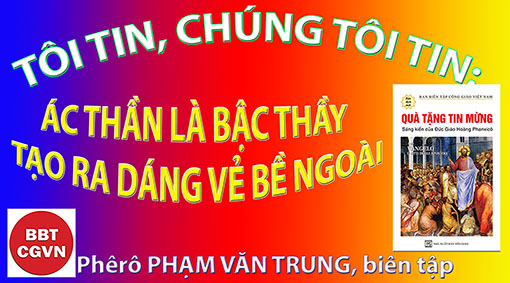 TÔI TIN, CHÚNG TÔI TIN:
ÁC THẦN LÀ BẬC THẦY
TẠO RA DÁNG VẺ BỀ NGOÀI
BAN BIÊN TẬP CÔNG GIÁO VIỆT NAM
QUÀ TẶNG TIN MỪNG
Sáng kiến của Đức Giáo Hoàng Phanxicô
BBT
CGVN
Phêrô PHẠM VĂN TRUNG, biên tập